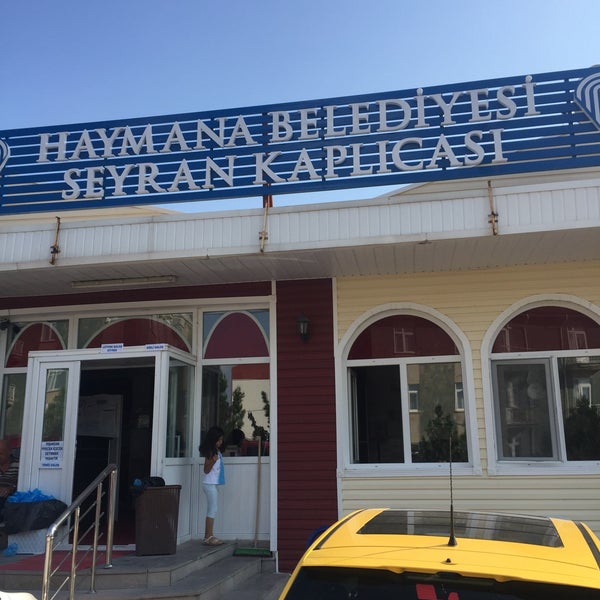 HAYMANA BELEDİYESİ
SEYRAN KAPLICASI